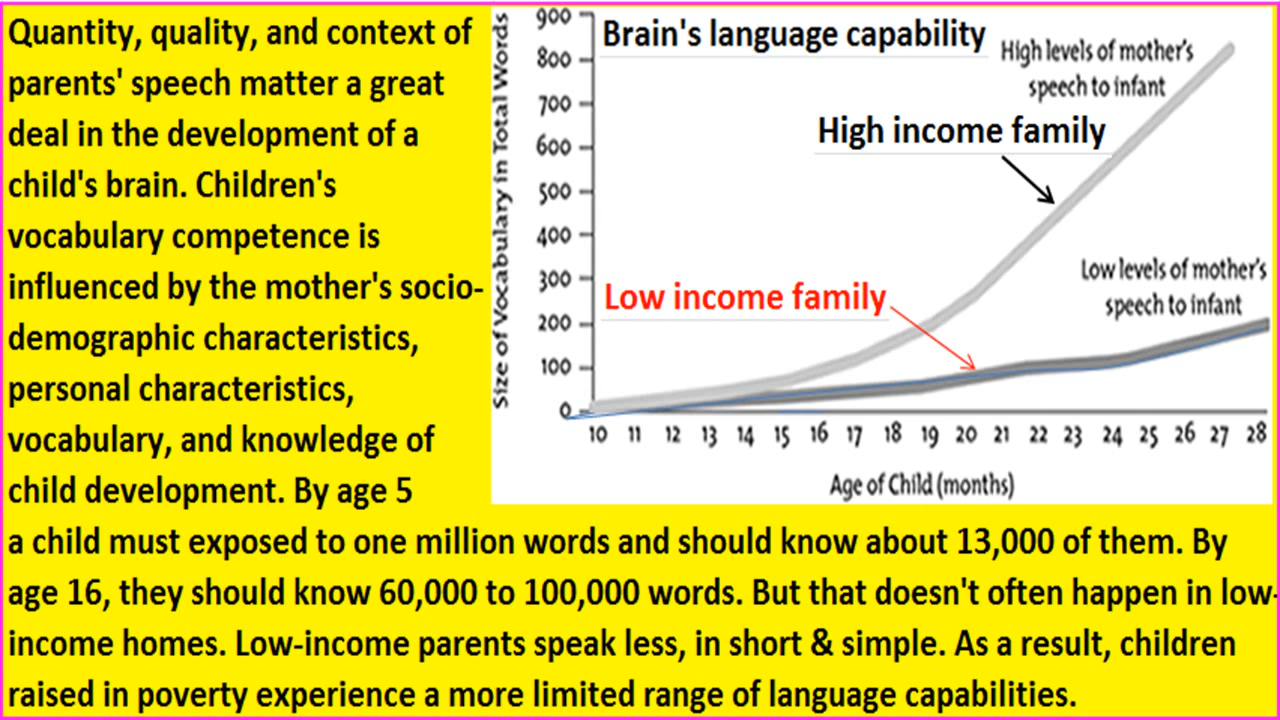 Quantity, quality, and context of
parents' speech matter a great
deal in the development of a
child's brain. Children's
vocabulary competence is
influenced by the mother's socio-
demographic characteristics,
personal characteristics,
vocabulary, and knowledge of
child development. By age 5
a child must exposed to one million words and should know about 13,000 of them. By
age 16, they should know 60,000 to 100,000 words. But that doesn't often happen in low-
income homes. Low-income parents speak less, in short & simple. As a result, children
raised in poverty experience a more limited range of language capabilities.
Brain's language capability
High levels of mother's
speech to infant
High income family
Low income family
Low levels of mother's
speech to infant
Size of Vocabulary in Total Words
900
800
700
600
500
400
300
200
100
0
10 11 12 13 14 15 16 17 18 19 20 21 22 23 24 25 26 27 28
Age of Child (months)